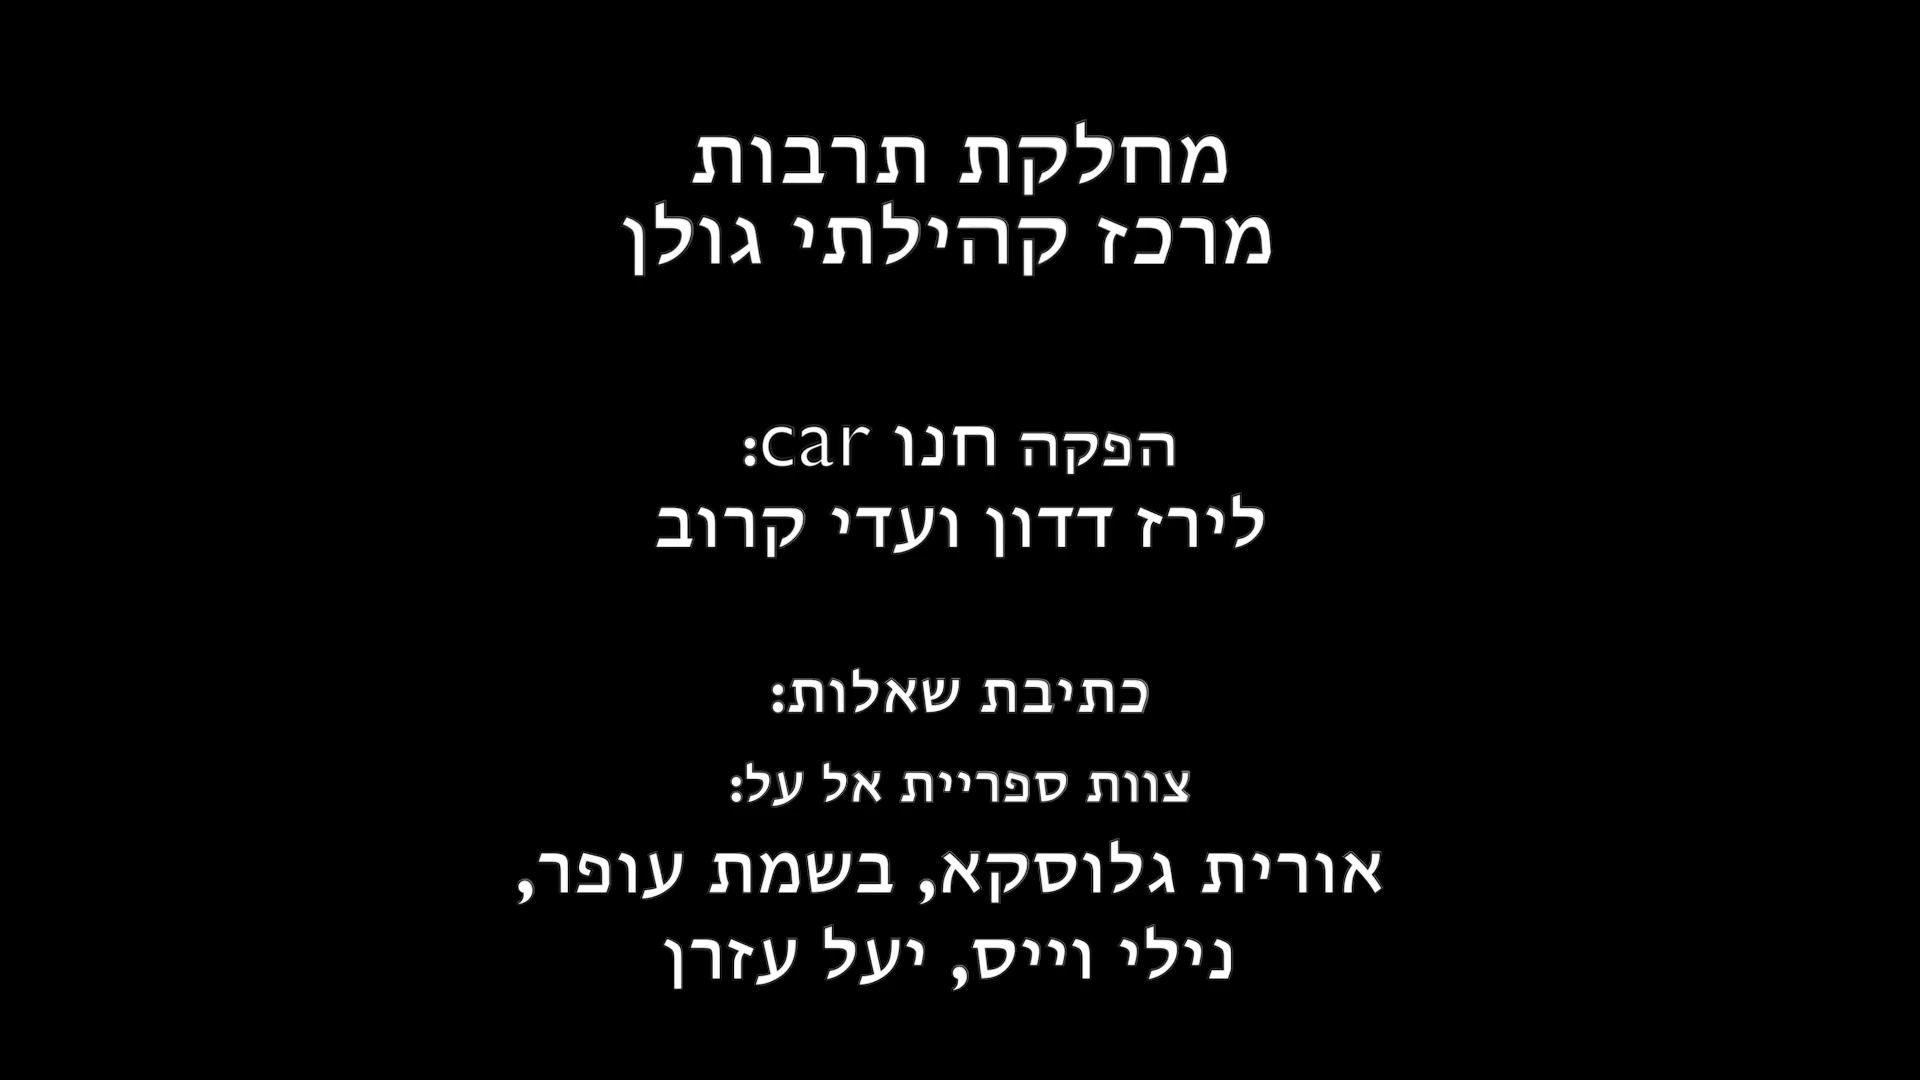 מחלקת תרבות
מרכז קהילתי גולן
הפקה חנו car:
לירז דדון ועדי קרוב
כתיבת שאלות:
צוות ספריית אל על:
אורית גלוסקא, בשמת עופר,
נילי וייס, יעל עזרן